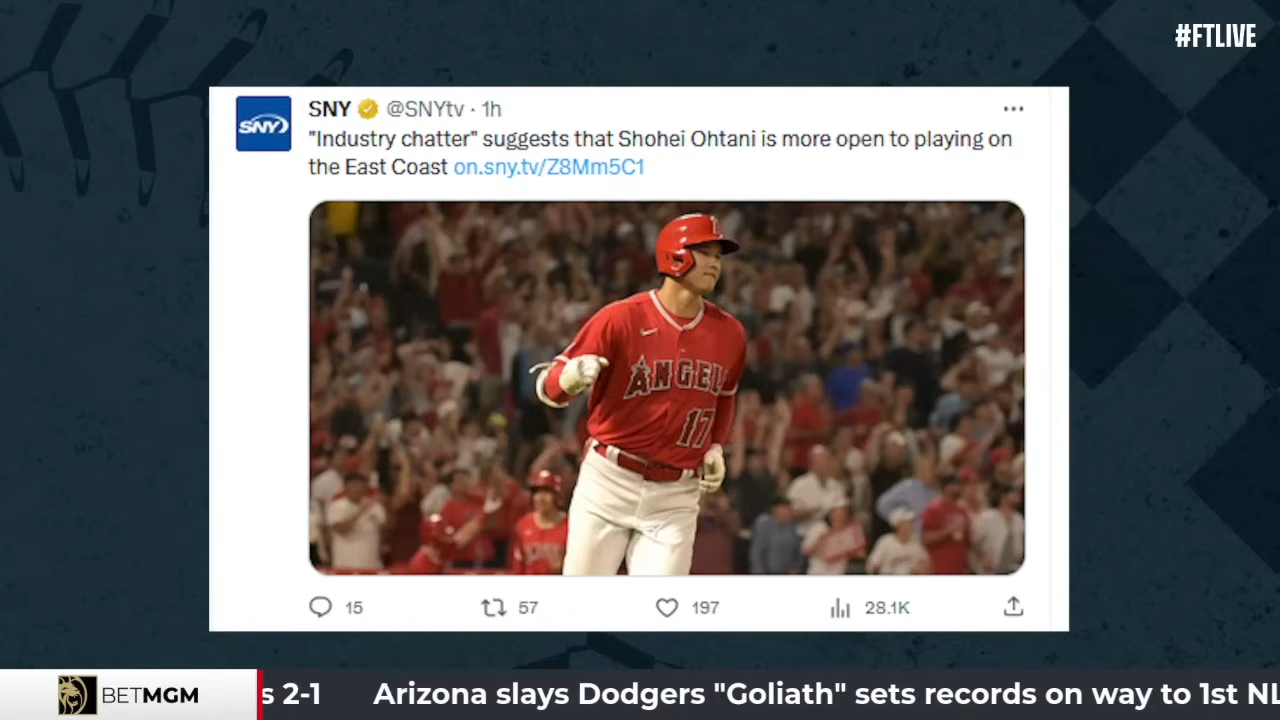 #FTLIVE
SNY
SNY @SNYtv · 1h
"Industry chatter" suggests that Shohei Ohtani is more open to playing on
the East Coast on.sny.tv/Z8Mm5C1
ANGEL
17
15 57 197 28.1K
BETMGM
s 2-1 Arizona slays Dodgers "Goliath" sets records on way to 1st NL